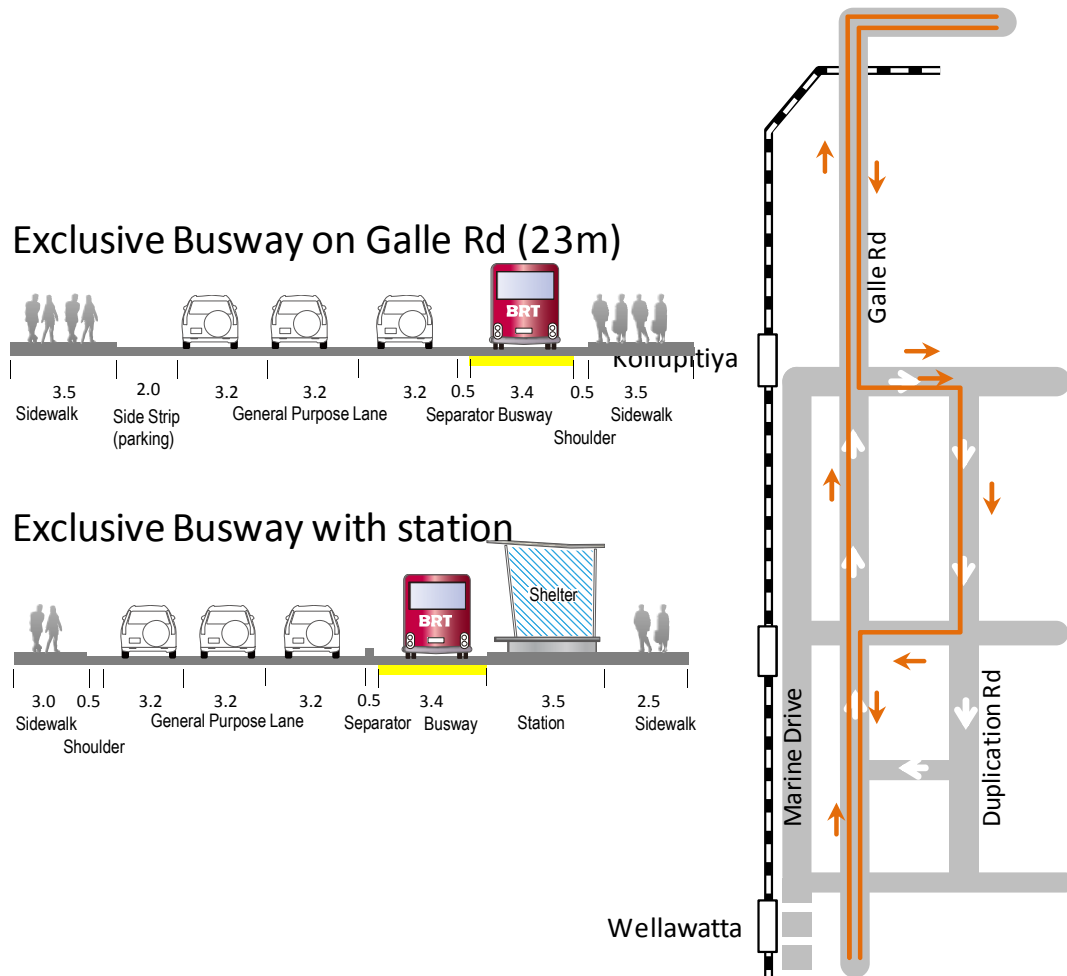 Exclusive Busway on Galle Rd (23m)
BRT
3.5
2.0
3.2
3.2
3.2
0.5
3.4
0.5
3.5
Sidewalk
Side Strip
(parking)
General Purpose Lane
Separator
Busway
Shoulder
Sidewalk
Exclusive Busway with station
BRT
Shelter
3.0
0.5
3.2
3.2
3.2
0.5
3.4
3.5
2.5
Sidewalk
Shoulder
General Purpose Lane
Separator
Busway
Station
Sidewalk
Galle Rd
Kollupitiya
Marine Drive
Duplication Rd
Wellawatta